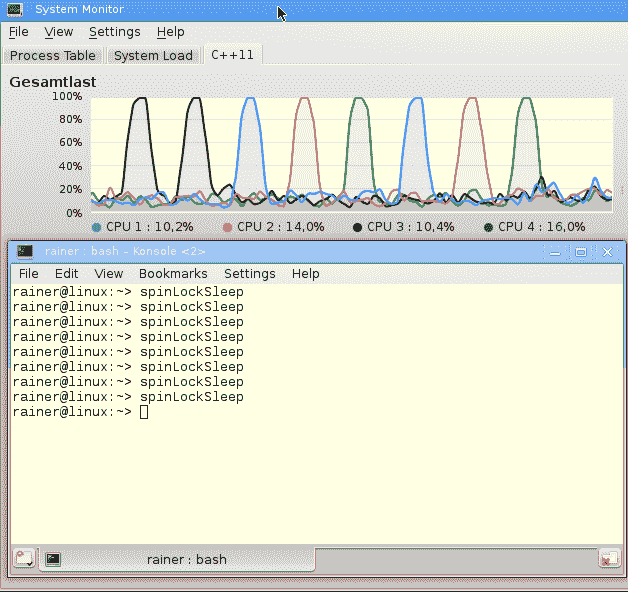 System Monitor
File View Settings Help
Process Table System Load C++11
Gesamtlast
100%
80%
60%
40%
20%
0%
CPU 1 : 10,2% CPU 2 : 14,0% CPU 3 : 10,4% CPU 4 : 16,0%
rainer : bash – Konsole <2>
File Edit View Bookmarks Settings Help
rainer@linux:~> spinLockSleep
rainer@linux:~> spinLockSleep
rainer@linux:~> spinLockSleep
rainer@linux:~> spinLockSleep
rainer@linux:~> spinLockSleep
rainer@linux:~> spinLockSleep
rainer@linux:~> spinLockSleep
rainer@linux:~> spinLockSleep
rainer@linux:~>
rainer : bash